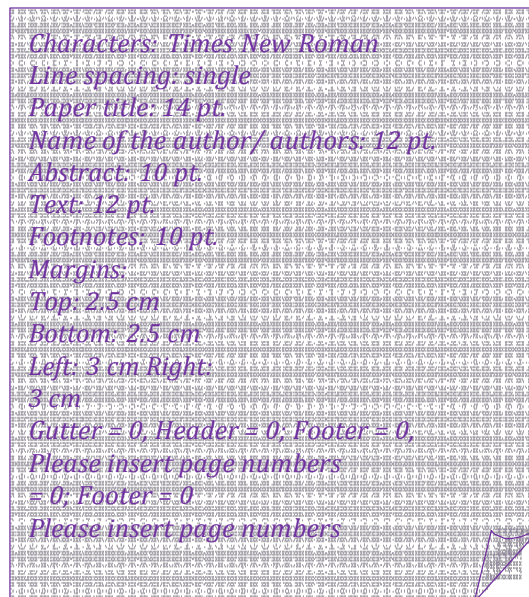 Characters: Times New Roman
Line spacing: single
Paper title: 14 pt.
Name of the author/ authors: 12 pt.
Abstract: 10 pt.
Text: 12 pt.
Footnotes: 10 pt.
Margins:
Top: 2.5 cm
Bottom: 2.5 cm
Left: 3 cm Right:
3 cm
Gutter = 0, Header = 0; Footer = 0,
Please insert page numbers
= 0; Footer = 0
Please insert page numbers